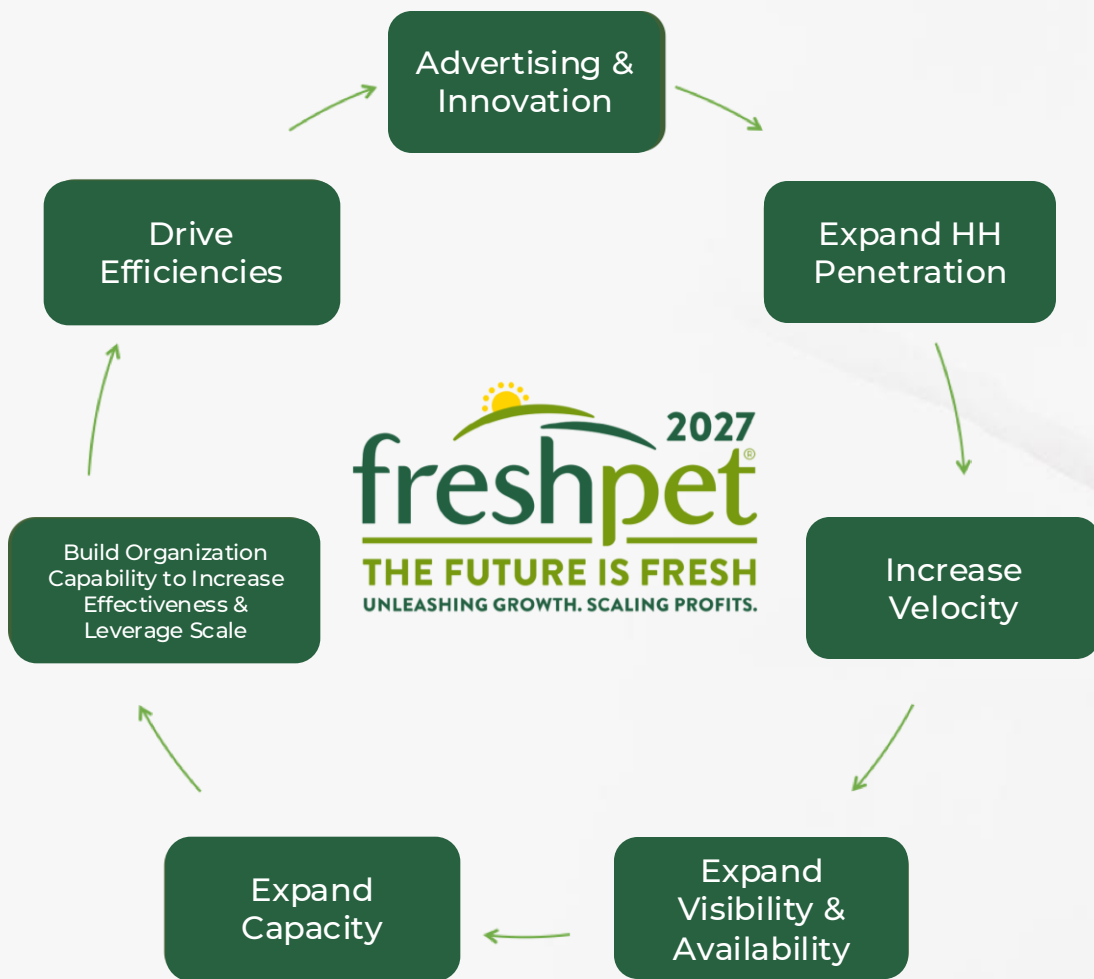 Advertising &
Innovation
Expand HH
Penetration
Increase
Velocity
Expand
Visibility &
Availability
Expand
Capacity
Build Organization
Capability to Increase
Effectiveness &
Leverage Scale
Drive
Efficiencies
2027
freshpet®
THE FUTURE IS FRESH
UNLEASHING GROWTH. SCALING PROFITS.